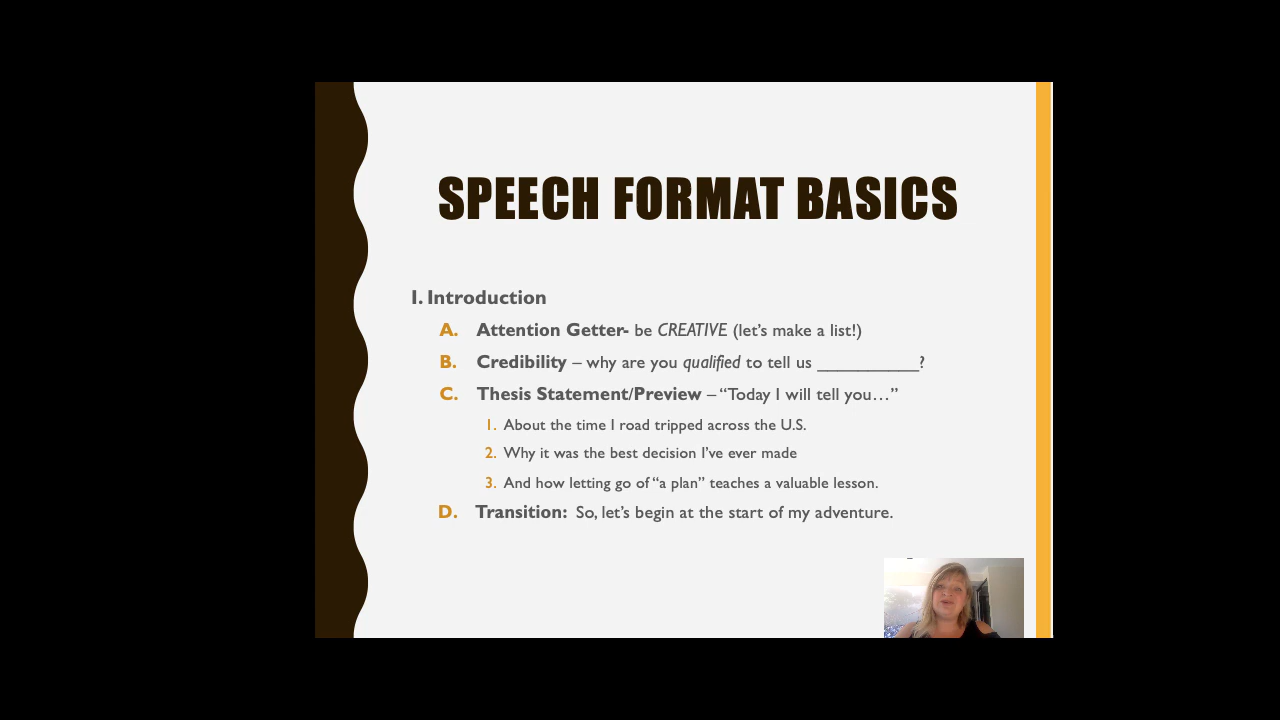 SPEECH FORMAT BASICS
I. Introduction
A. Attention Getter- be CREATIVE (let’s make a list!)
B. Credibility – why are you qualified to tell us __________?
C. Thesis Statement/Preview – “Today I will tell you…”
1. About the time I road tripped across the U.S.
2. Why it was the best decision I’ve ever made
3. And how letting go of “a plan” teaches a valuable lesson.
D. Transition: So, let’s begin at the start of my adventure.